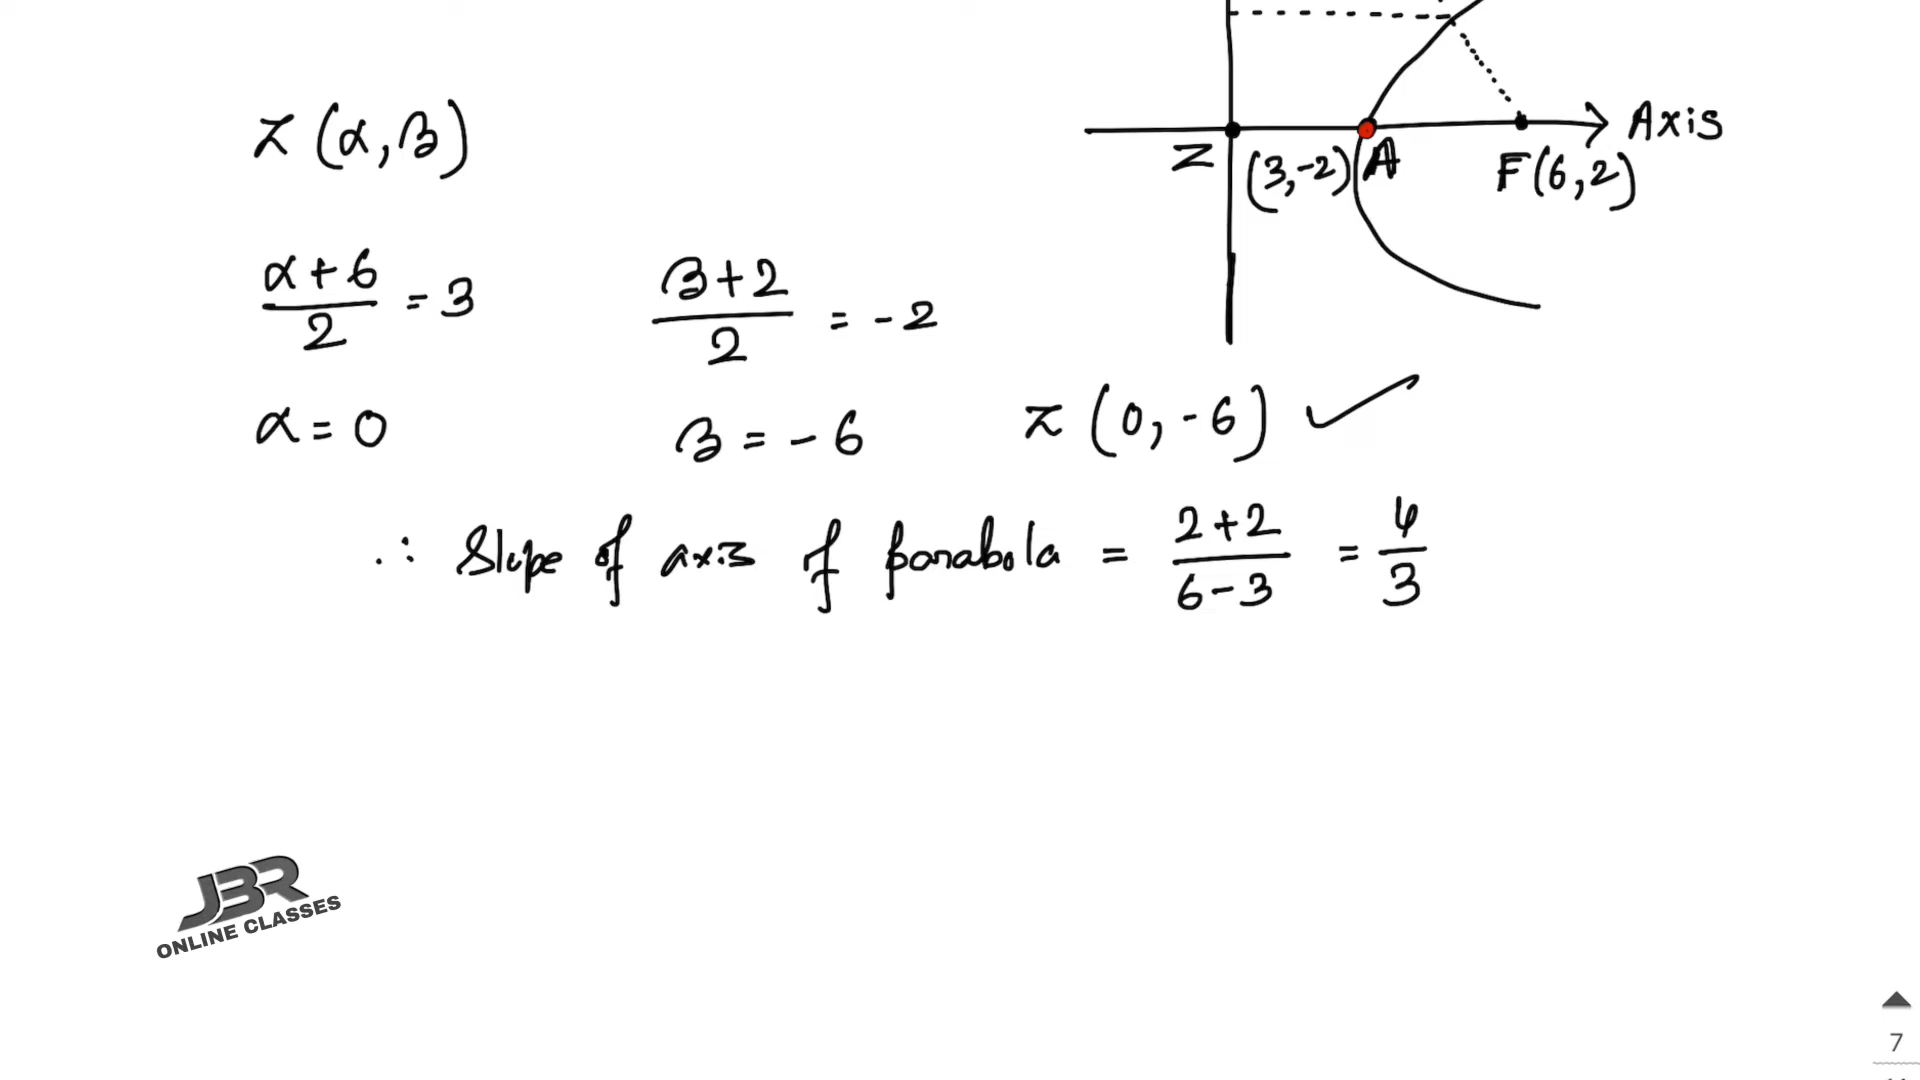 Axis
Z (α, β)
Z (3,-2) A F(6,2)
α+6/2 = 3 β+2/2 = -2
α = 0 β = -6 Z (0, -6) ✓
∴ Slope of axis of parabola = 2+2/6-3 = 4/3
JBR
ONLINE CLASSES
7